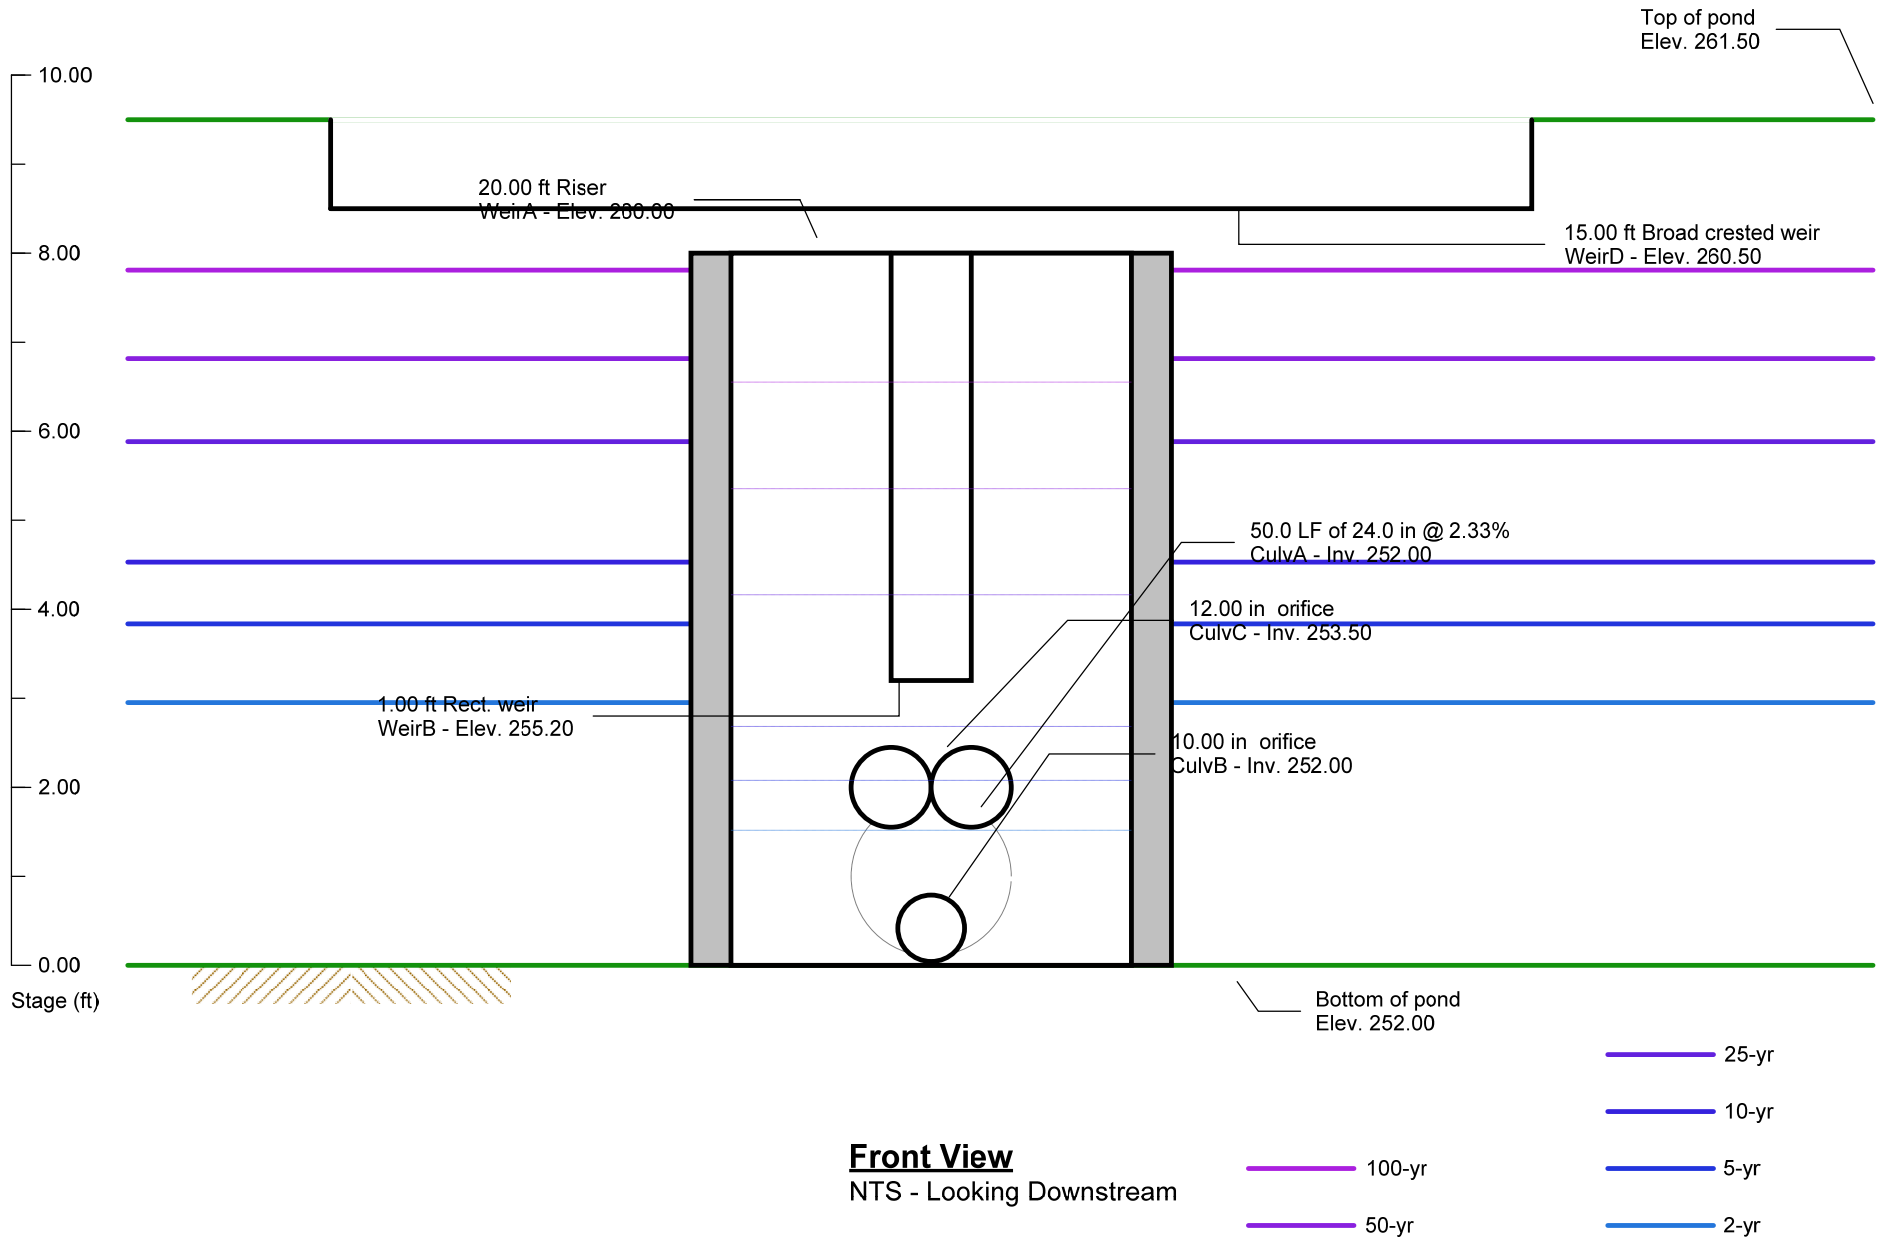 Top of pond
Elev. 261.50
10.00
20.00 ft Riser
WeirA - Elev. 260.00
15.00 ft Broad crested weir
WeirD - Elev. 260.50
8.00
6.00
50.0 LF of 24.0 in @ 2.33%
CulvA - Inv. 252.00
4.00
12.00 in  orifice
CulvC - Inv. 253.50
1.00 ft Rect. weir
WeirB - Elev. 255.20
10.00 in  orifice
CulvB - Inv. 252.00
2.00
0.00
Stage (ft)
Bottom of pond
Elev. 252.00
25-yr
10-yr
Front View
NTS - Looking Downstream
100-yr
5-yr
50-yr
2-yr